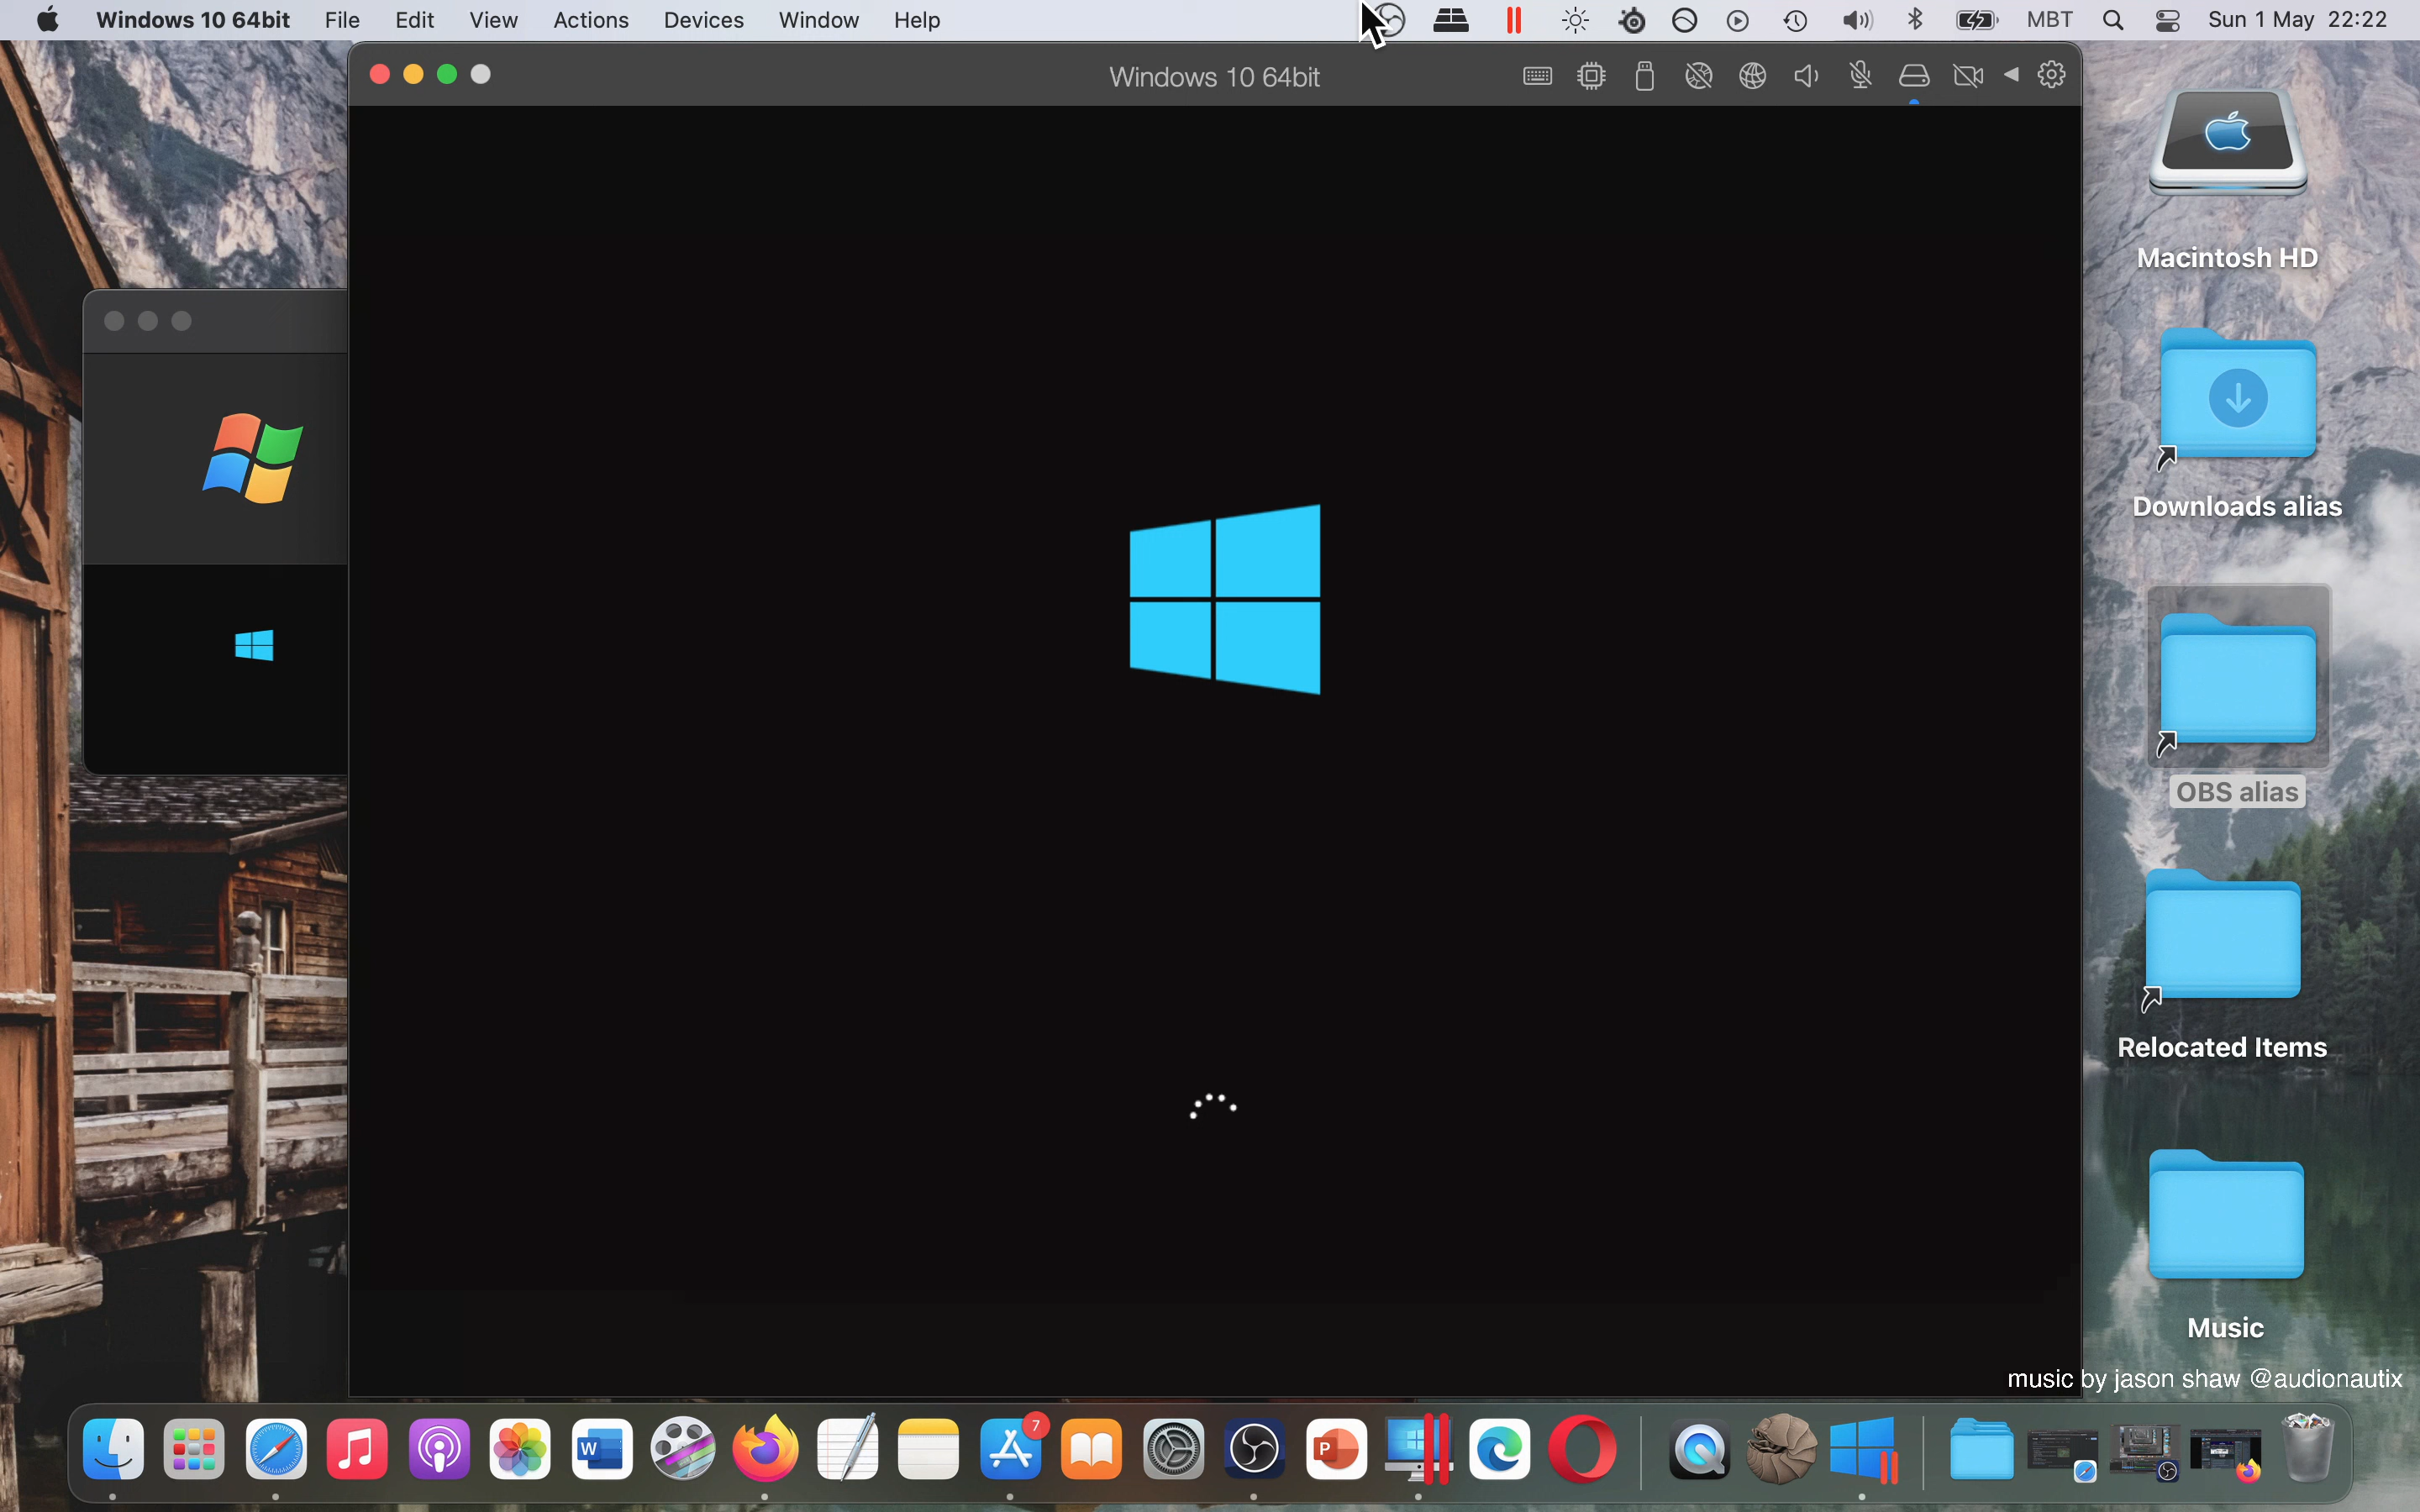 Windows 10 64bit File Edit View Actions Devices Window Help MBT Sun 1 May 22:22
Windows 10 64bit
Macintosh HD
Downloads alias
OBS alias
Relocated Items
Music
music by jason shaw @audionautix
7
W
P